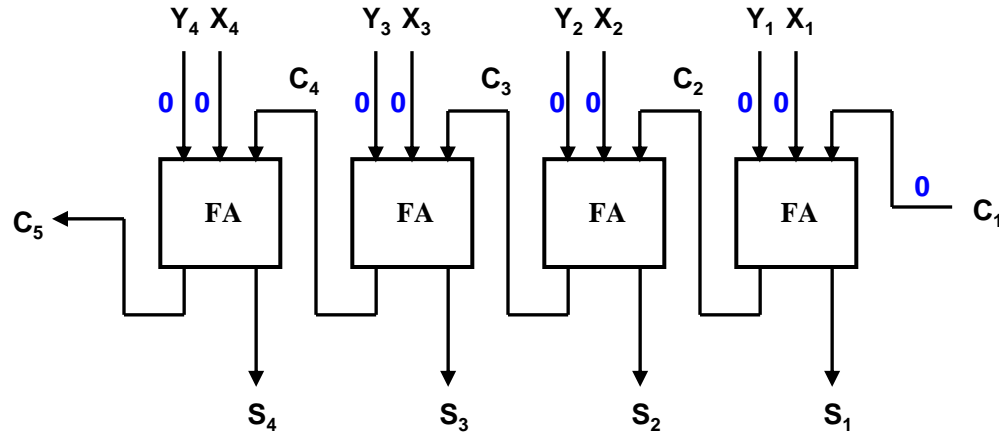 Y₄ X₄ Y₃ X₃ Y₂ X₂ Y₁ X₁
C₄ C₃ C₂
0 0 0 0 0 0 0 0
0
FA FA FA FA
C₅ C₁
S₄ S₃ S₂ S₁